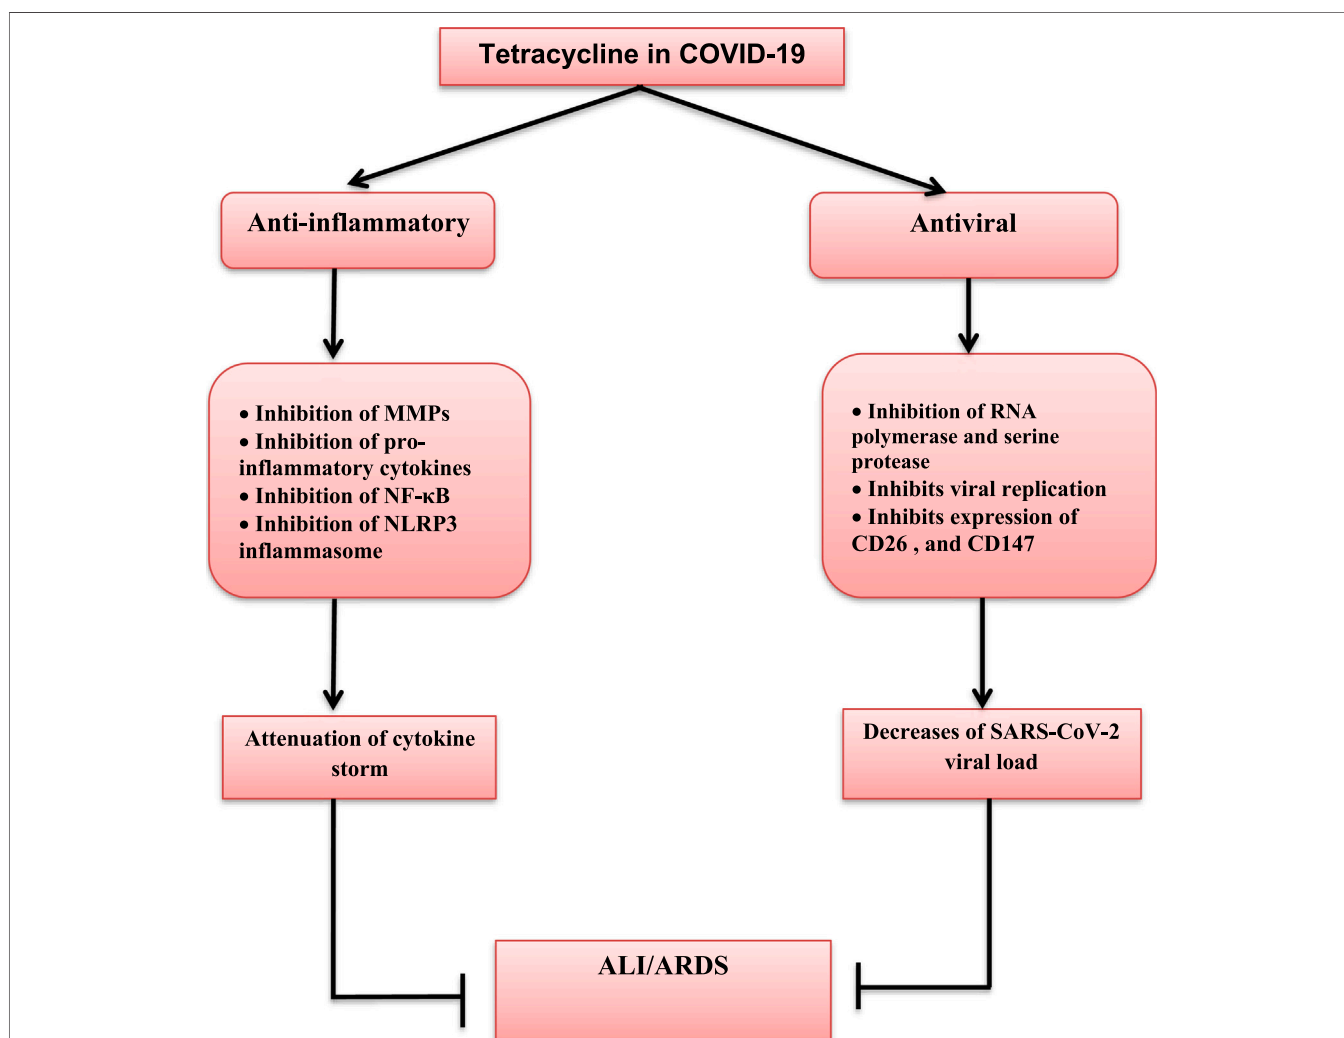 Tetracycline in COVID-19
Anti-inflammatory
Antiviral
• Inhibition of MMPs
• Inhibition of pro-
inflammatory cytokines
• Inhibition of NF-κB
• Inhibition of NLRP3
inflammasome
• Inhibition of RNA
polymerase and serine
protease
• Inhibits viral replication
• Inhibits expression of
CD26 , and CD147
Attenuation of cytokine
storm
Decreases of SARS-CoV-2
viral load
ALI/ARDS